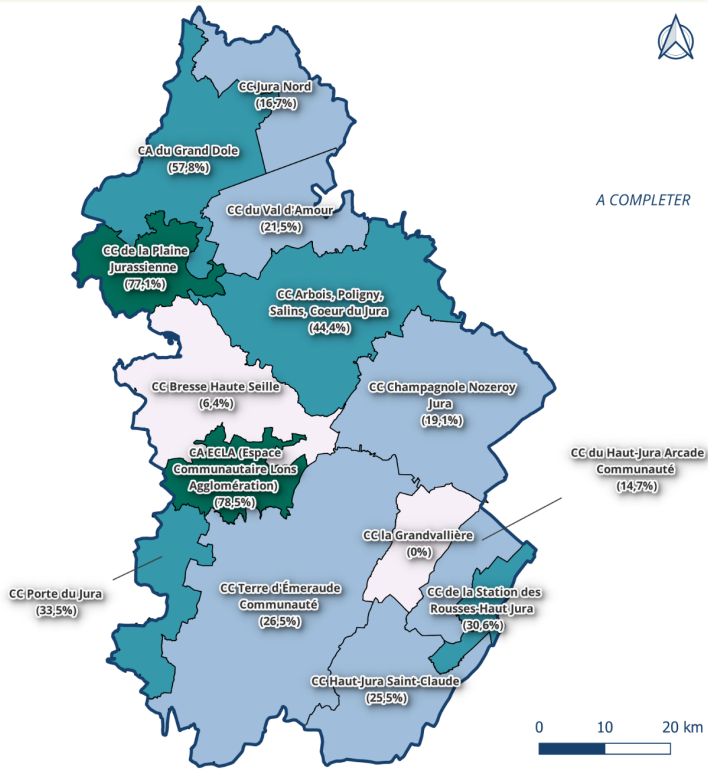 CC Jura Nord
(16,7%)
CA du Grand Dole
(57,8%)
A COMPLETER
CC du Val d'Amour
(21,5%)
CC de la Plaine
Jurassienne
(77,1%)
CC Arbois, Poligny,
Salins, Coeur du Jura
(44,4%)
CC Bresse Haute Seille
(6,4%)
CC Champagnole Nozeroy
Jura
(19,1%)
CA ECLA (Espace
Communautaire Lons
Agglomération)
(78,5%)
CC du Haut-Jura Arcade
Communauté
(14,7%)
CC la Grandvallière
(0%)
CC Porte du Jura
(33,5%)
CC Terre d'Émeraude
Communauté
(26,5%)
CC de la Station des
Rousses-Haut Jura
(30,6%)
CC Haut-Jura Saint-Claude
(25,5%)
0 10 20 km